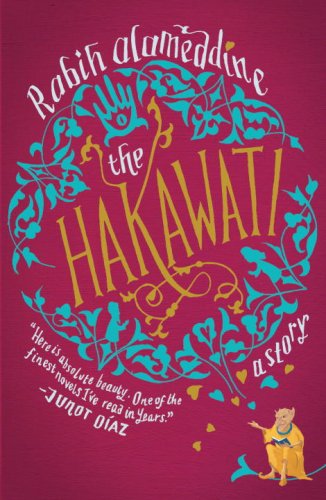 Rabih Alameddine
the
HAKAWATI
a story
"Here is absolute beauty. One of the
finest novels I've read in years."
–JUNOT DÍAZ